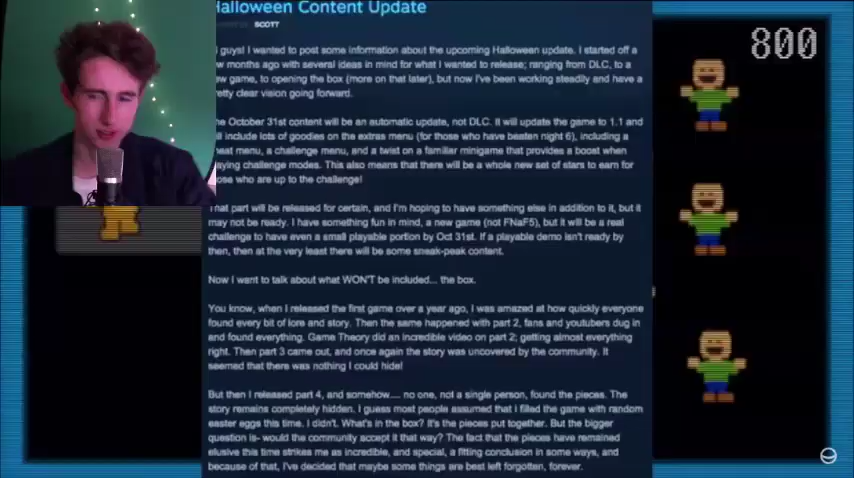 Halloween Content Update
SCOTT
guys! I wanted to post some information about the upcoming Halloween update. I started off a
w months ago with several ideas in mind for what I wanted to release; ranging from DLC, to a
ew game, to opening the box (more on that later), but now I've been working steadily and have a
etty clear vision going forward.
he October 31st content will be an automatic update, not DLC. It will update the game to 1.1 and
ll include lots of goodies on the extras menu (for those who have beaten night 6), including a
heat menu, a challenge menu, and a twist on a familiar minigame that provides a boost when
aying challenge modes. This also means that there will be a whole new set of stars to earn for
ose who are up to the challenge!
That part will be released for certain, and I'm hoping to have something else in addition to it, but it
may not be ready. I have something fun in mind, a new game (not FNaF5), but it will be a real
challenge to have even a small playable portion by Oct 31st. If a playable demo isn't ready by
then, then at the very least there will be some sneak-peak content.
Now I want to talk about what WON'T be included... the box.
You know, when I released the first game over a year ago, I was amazed at how quickly everyone
found every bit of lore and story. Then the same happened with part 2, fans and youtubers dug in
and found everything. Game Theory did an incredible video on part 2; getting almost everything
right. Then part 3 came out, and once again the story was uncovered by the community. It
seemed that there was nothing I could hide!
But then I released part 4, and somehow.... no one, not a single person, found the pieces. The
story remains completely hidden. I guess most people assumed that I filled the game with random
easter eggs this time. I didn't. What's in the box? It's the pieces put together. But the bigger
question is- would the community accept it that way? The fact that the pieces have remained
elusive this time strikes me as incredible, and special, a fitting conclusion in some ways, and
because of that, I've decided that maybe some things are best left forgotten, forever.
800